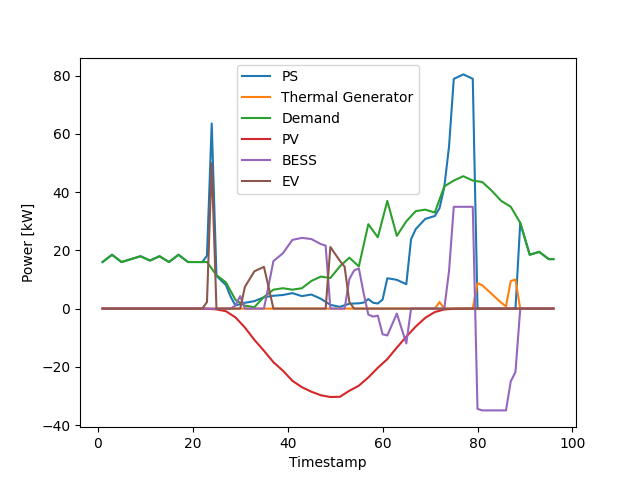 PS
Thermal Generator
Demand
PV
BESS
EV
80
60
40
20
0
−20
−40
Power [kW]
0 20 40 60 80 100
Timestamp